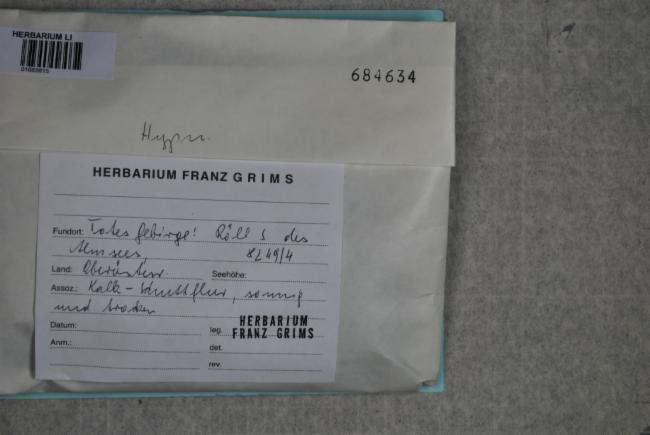 HERBARIUM LI
01683815
684634
Hypn.
HERBARIUM FRANZ GRIMS
Fundort: Totes Gebirge! Röll S des
Almsees, 8249/4
Land: Oberösterr. Seehöhe:
Assoz.: Kalk-Schuttflur, sonnig
und trocken
Datum: leg. HERBARIUM FRANZ GRIMS
Anm.: det.
rev.